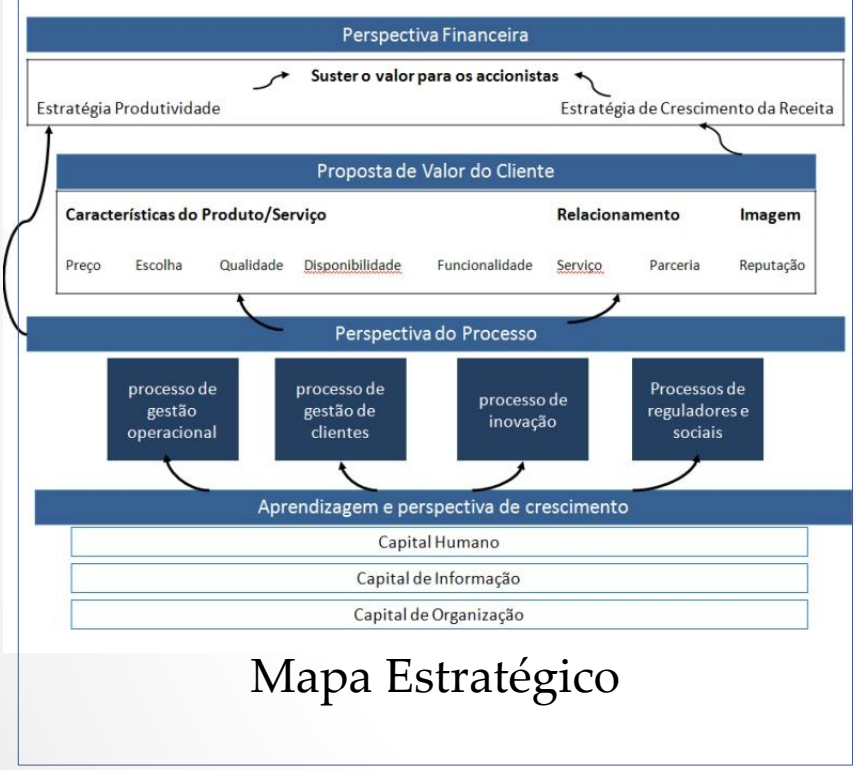 Perspectiva Financeira
Suster o valor para os accionistas
Estratégia Produtividade
Estratégia de Crescimento da Receita
Proposta de Valor do Cliente
Características do Produto/Serviço
Relacionamento
Imagem
Preço
Escolha
Qualidade
Disponibilidade
Funcionalidade
Serviço
Parceria
Reputação
Perspectiva do Processo
processo de
gestão
operacional
processo de
gestão de
clientes
processo de
inovação
Processos de
reguladores e
sociais
Aprendizagem e perspectiva de crescimento
Capital Humano
Capital de Informação
Capital de Organização
Mapa Estratégico